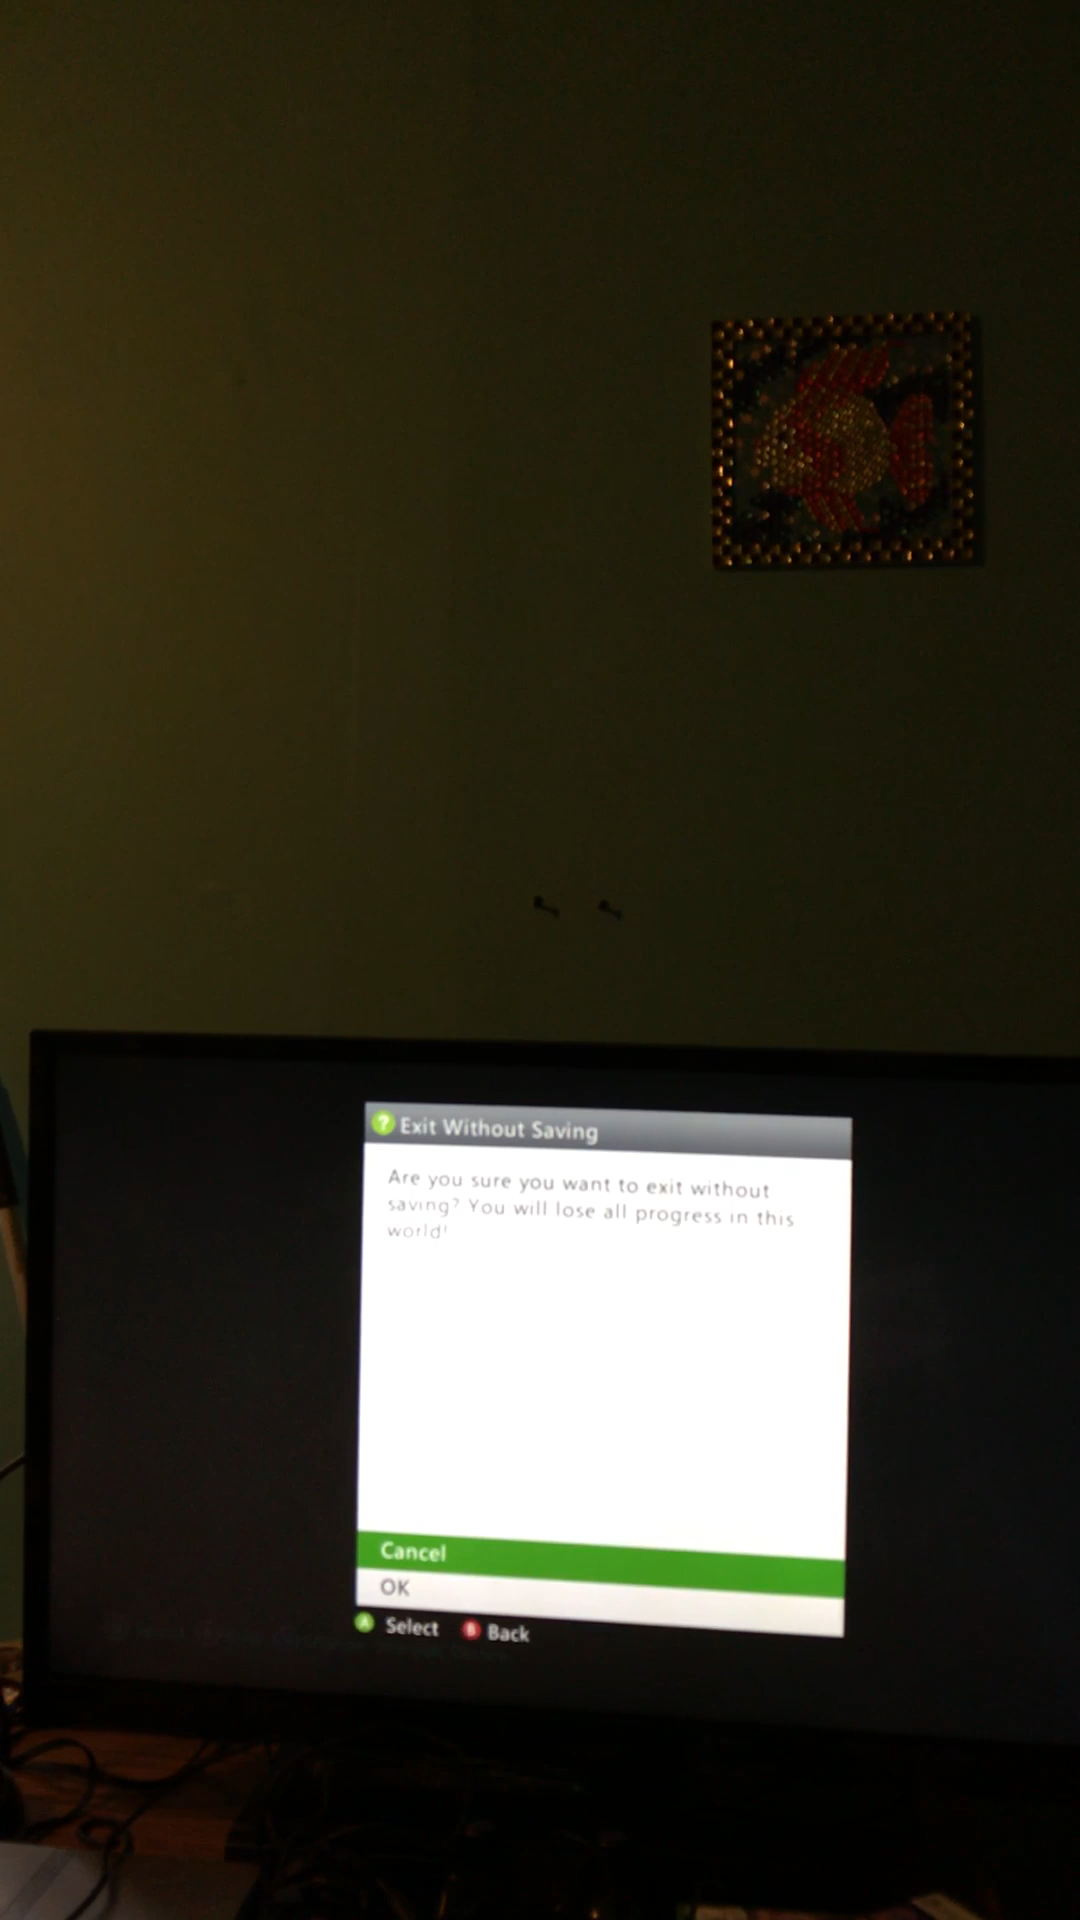 ? Exit Without Saving
Are you sure you want to exit without
saving? You will lose all progress in this
world!
Cancel
OK
A Select B Back